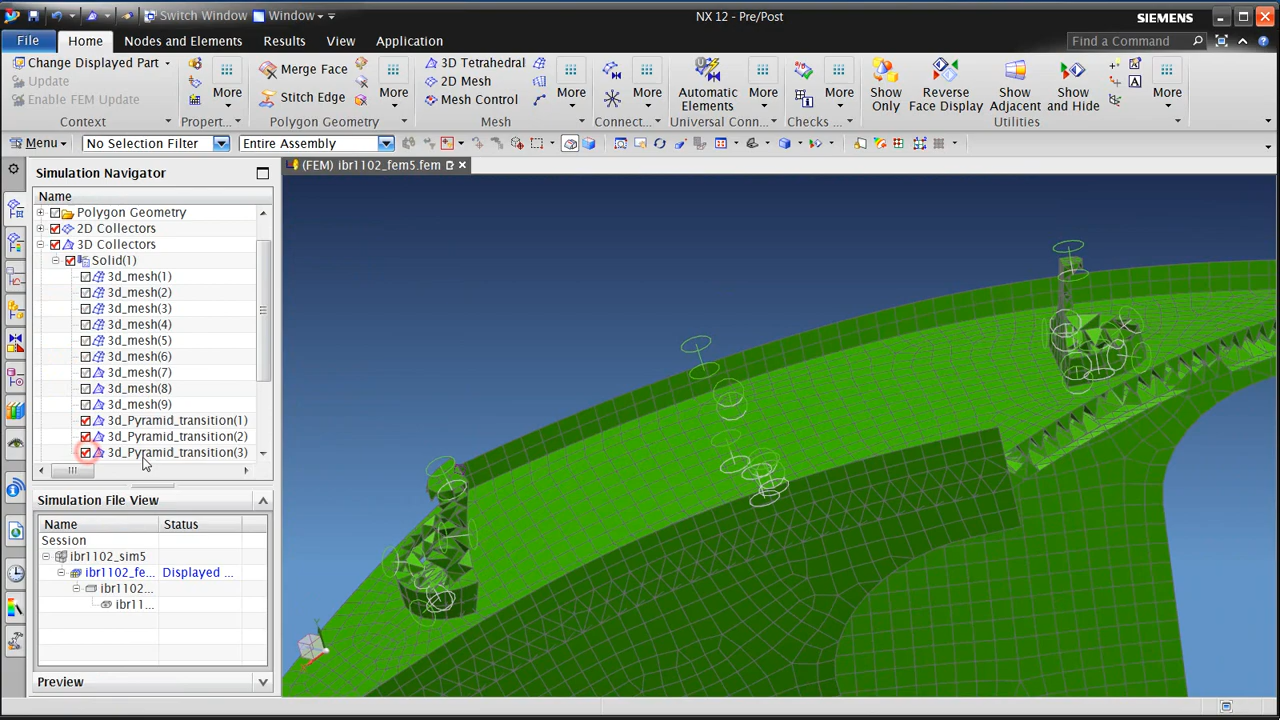 Switch Window Window NX 12 - Pre/Post SIEMENS
File Home Nodes and Elements Results View Application Find a Command
Change Displayed Part
Update
Enable FEM Update
Context
More
Property...
Merge Face
Stitch Edge
More
Polygon Geometry
3D Tetrahedral
2D Mesh
Mesh Control
More
Mesh
More
Connec...
Automatic Elements
More
Universal Conn...
More
Checks ...
Show Only
Reverse Face Display
Show Adjacent
Show and Hide
More
Utilities
Menu No Selection Filter Entire Assembly
Simulation Navigator
(FEM) ibr1102_fem5.fem
Name
Polygon Geometry
2D Collectors
3D Collectors
Solid(1)
3d_mesh(1)
3d_mesh(2)
3d_mesh(3)
3d_mesh(4)
3d_mesh(5)
3d_mesh(6)
3d_mesh(7)
3d_mesh(8)
3d_mesh(9)
3d_Pyramid_transition(1)
3d_Pyramid_transition(2)
3d_Pyramid_transition(3)
Simulation File View
Name Status
Session
ibr1102_sim5
ibr1102_fe... Displayed ...
ibr1102...
ibr11...
Preview